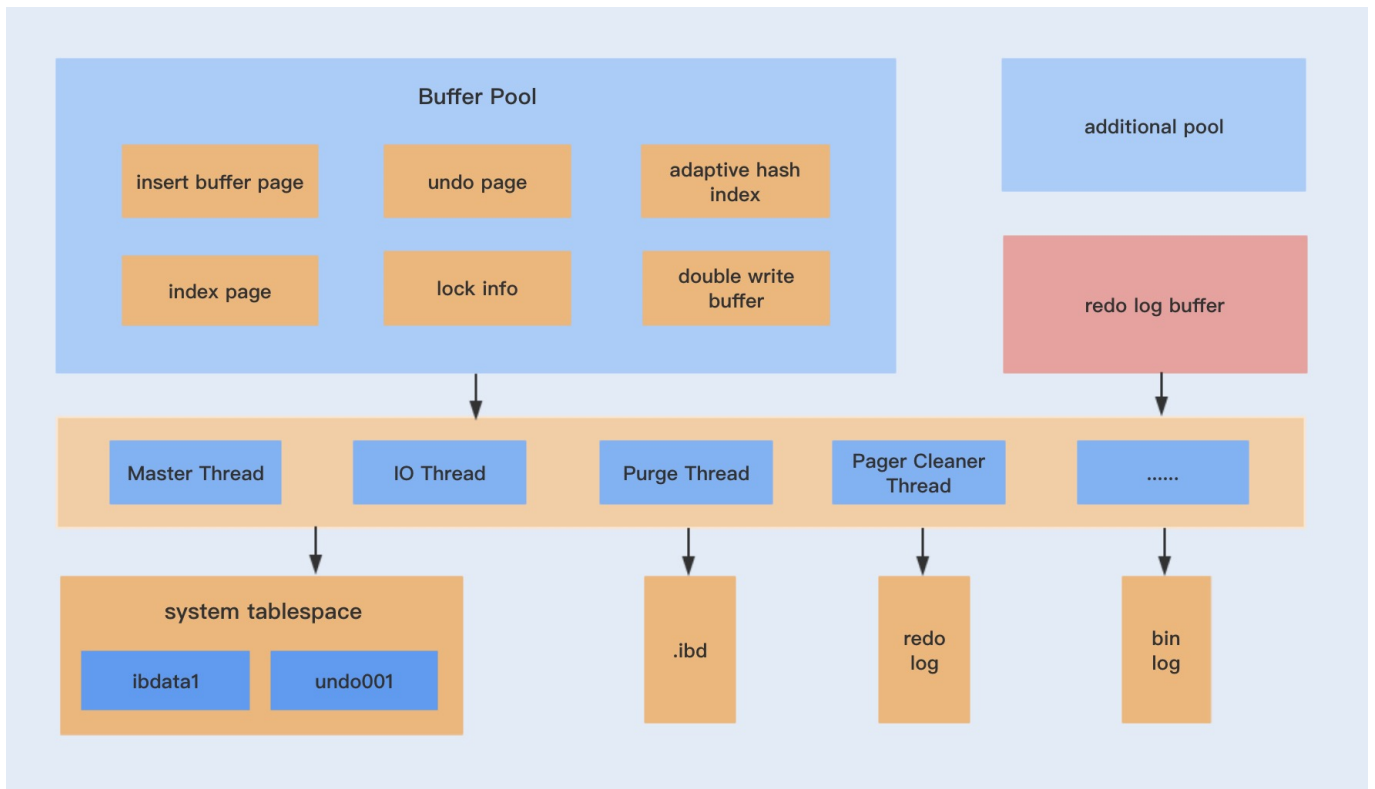 Buffer Pool
insert buffer page
undo page
adaptive hash
index
index page
lock info
double write
buffer
additional pool
redo log buffer
Master Thread
IO Thread
Purge Thread
Pager Cleaner
Thread
......
system tablespace
ibdata1
undo001
.ibd
redo
log
bin
log